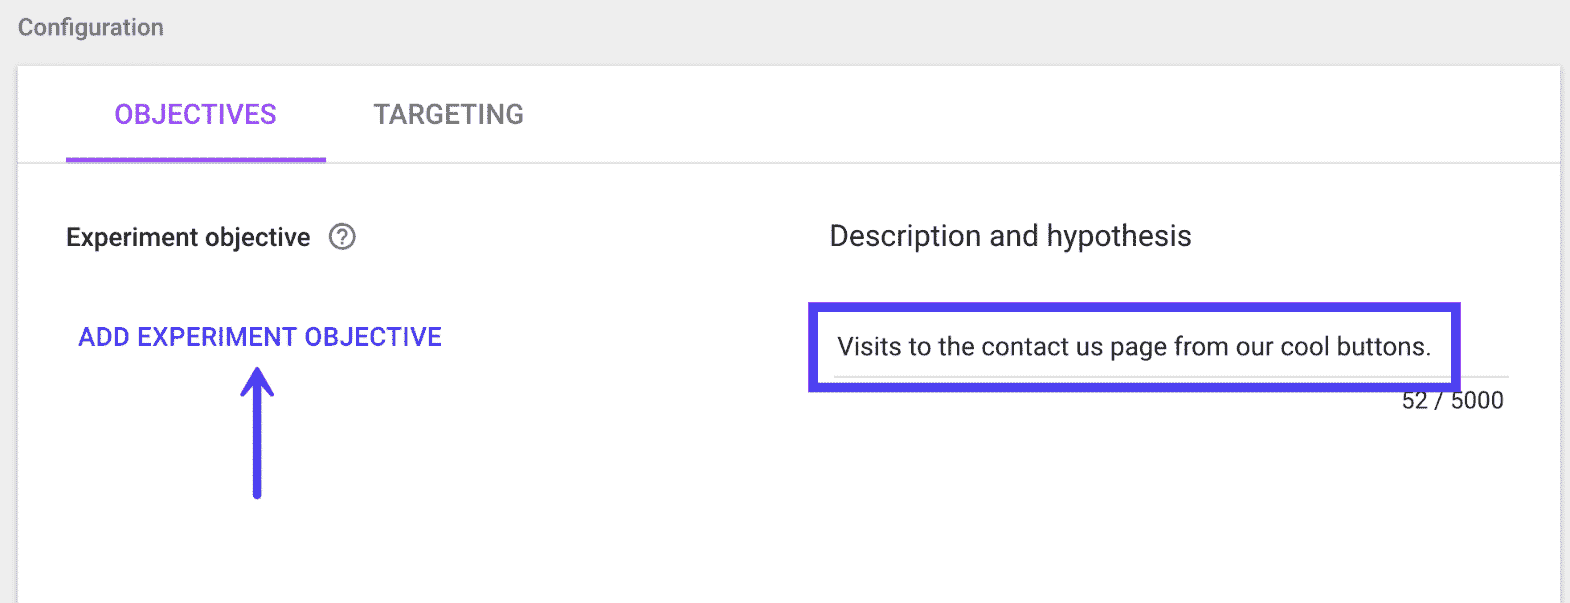 Configuration
OBJECTIVES TARGETING
Experiment objective ?
Description and hypothesis
ADD EXPERIMENT OBJECTIVE
Visits to the contact us page from our cool buttons.
52 / 5000